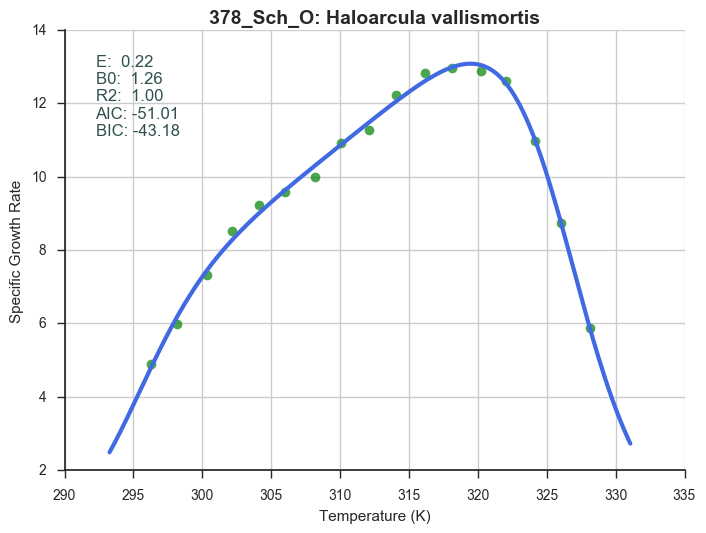 378_Sch_O: Haloarcula vallismortis
E:  0.22
B0:  1.26
R2:  1.00
AIC: -51.01
BIC: -43.18
Specific Growth Rate
14
12
10
8
6
4
2
290 295 300 305 310 315 320 325 330 335
Temperature (K)